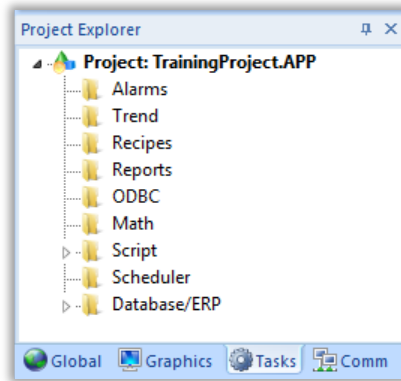 Project Explorer
Project: TrainingProject.APP
Alarms
Trend
Recipes
Reports
ODBC
Math
Script
Scheduler
Database/ERP
Global Graphics Tasks Comm